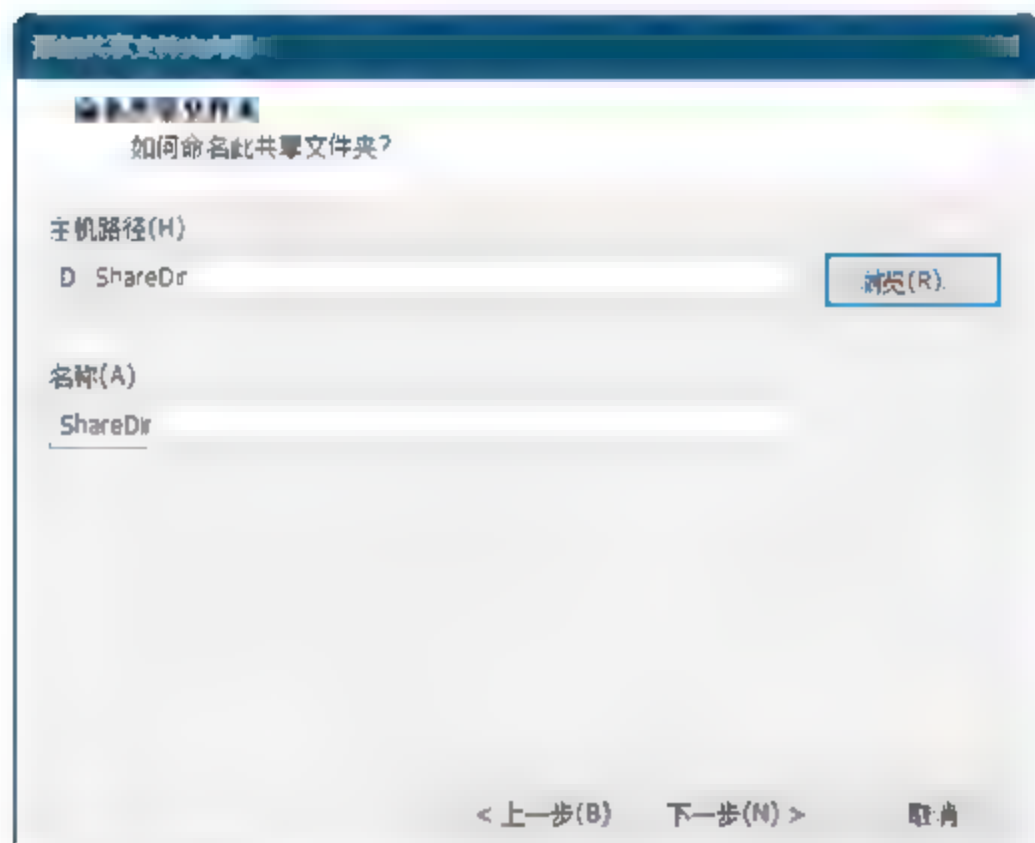 如何命名此共享文件夹?
主机路径(H)
D ShareDir
浏览(R)...
名称(A)
ShareDir
< 上一步(B) 下一步(N) > 取消